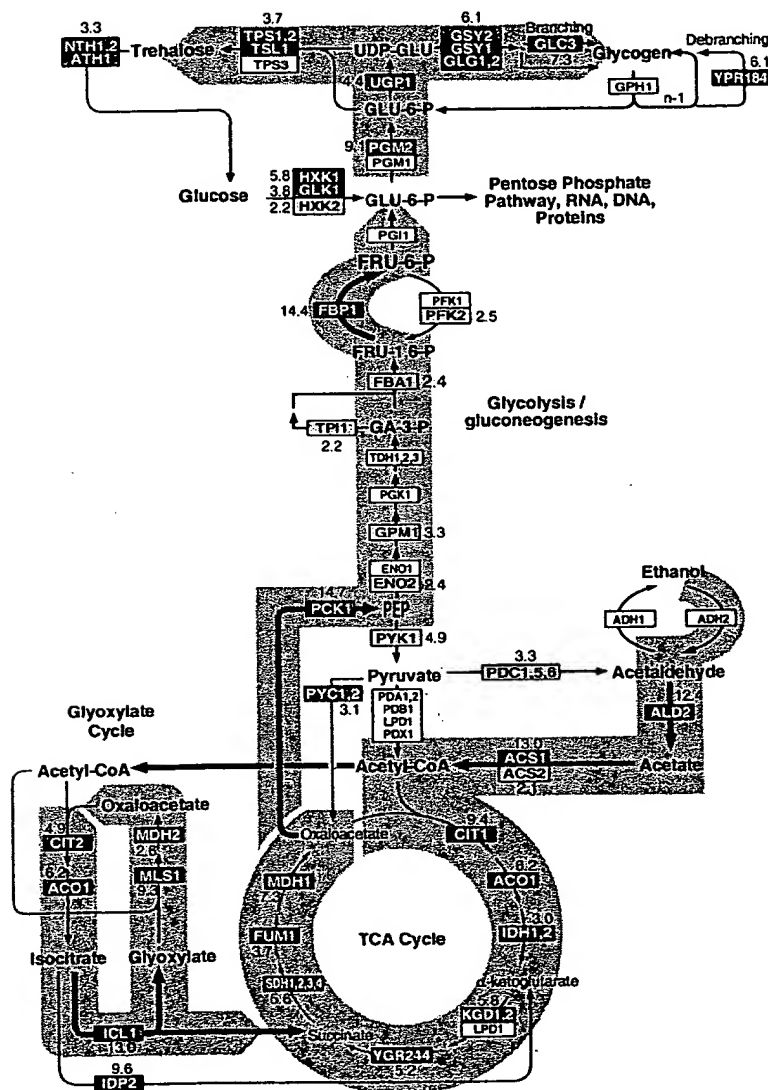 3.3
NTH1,2
ATH1
Trehalose
3.7
TPS1,2
TSL1
TPS3
UDP-GLU
6.1
GSY2
GSY1
GLG1,2
Branching
GLC3
7.3
Glycogen
Debranching
6.1
YPR184
GPH1
n-1
4.4
UGP1
GLU-6-P
9.1
PGM2
PGM1
Glucose
5.8
HXK1
3.8
GLK1
2.2
HXK2
GLU-6-P
Pentose Phosphate
Pathway, RNA, DNA,
Proteins
PGI1
FRU-6-P
14.4
FBP1
PFK1
PFK2
2.5
FRU-1,6-P
FBA1
2.4
Glycolysis /
gluconeogenesis
TPI1
2.2
GA-3-P
TDH1,2,3
PGK1
GPM1
3.3
ENO1
ENO2
2.4
14.7
PCK1
PEP
PYK1
4.9
Ethanol
ADH1
ADH2
Pyruvate
3.3
PDC1,5,6
Acetaldehyde
PYC1,2
3.1
PDA1,2
PDB1
LPD1
PDX1
12
ALD2
Glyoxylate
Cycle
Acetyl-CoA
Acetyl-CoA
13.0
ACS1
ACS2
2.1
Acetate
Oxaloacetate
4.9
CIT2
MDH2
2.6
6.2
ACO1
MLS1
9.3
Isocitrate
Glyoxylate
ICL1
13.0
9.6
IDP2
Oxaloacetate
9.4
CIT1
MDH1
7.3
6.2
ACO1
TCA Cycle
FUM1
3.7
3.0
IDH1,2
SDH1,2,3,4
5.6
α-ketoglutarate
5.8
KGD1,2
LPD1
Succinate
YGR244
5.2